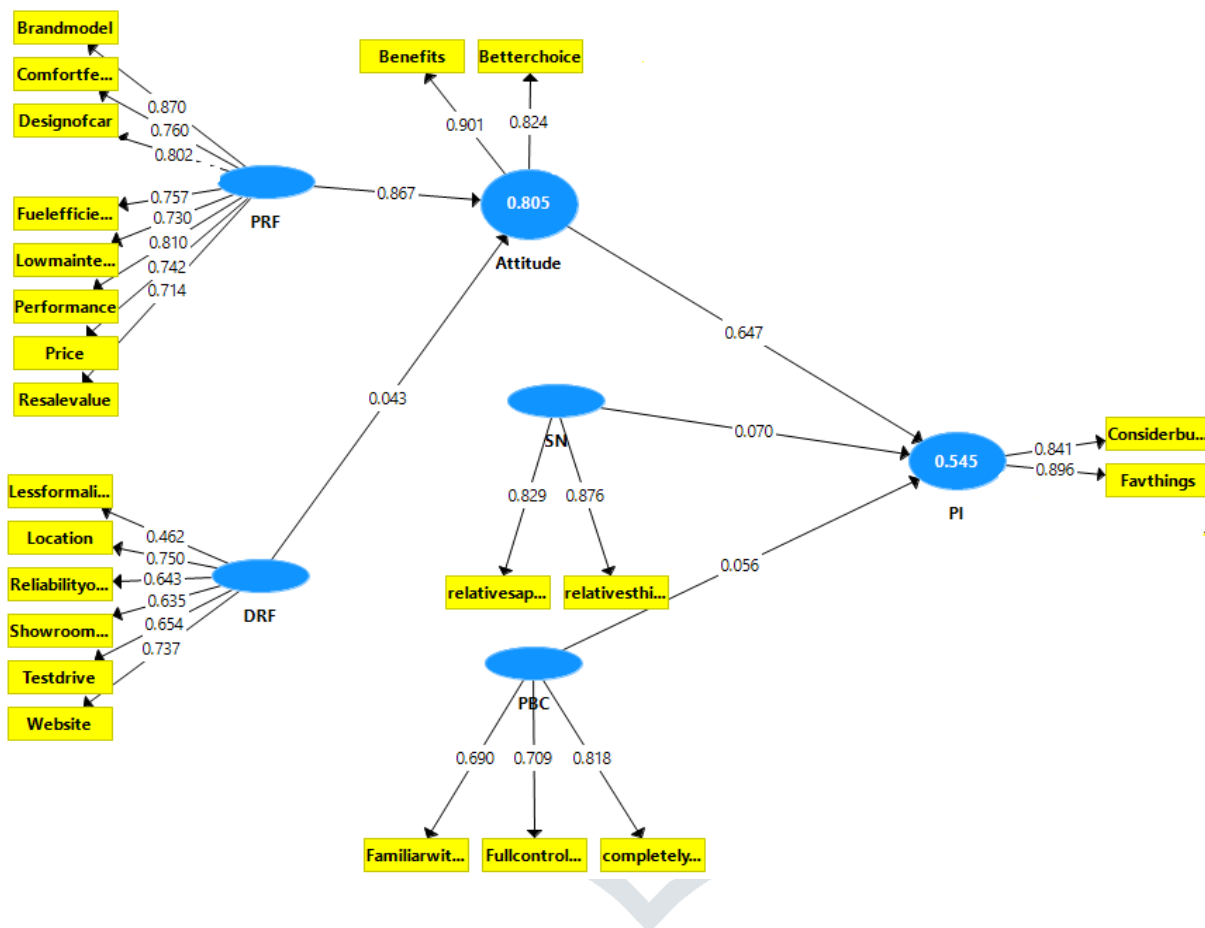 Brandmodel
Comfortfe...
Designofcar
0.870
0.760
0.802
PRF
Fuelefficie...
Lowmainte...
Performance
Price
Resalevalue
0.757
0.730
0.810
0.742
0.714
Benefits
Betterchoice
0.901
0.824
0.867
0.805
Attitude
0.043
0.647
SN
0.070
0.829
0.876
relativesap...
relativesthi...
0.545
PI
0.841
0.896
Considerbu...
Favthings
Lessformali...
Location
Reliabilityo...
Showroom...
Testdrive
Website
0.462
0.750
0.643
0.635
0.654
0.737
DRF
0.056
PBC
0.690
0.709
0.818
Familiarwit...
Fullcontrol...
completely...